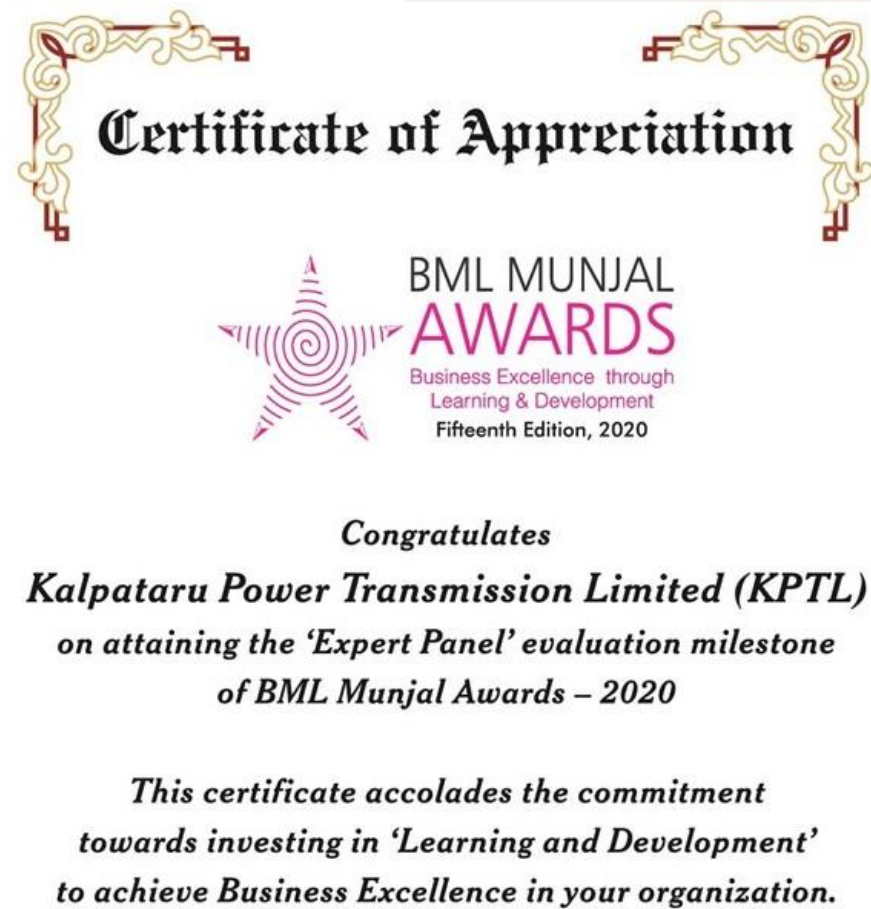 Certificate of Appreciation
BML MUNJAL
AWARDS
Business Excellence through
Learning & Development
Fifteenth Edition, 2020
Congratulates
Kalpataru Power Transmission Limited (KPTL)
on attaining the ‘Expert Panel’ evaluation milestone
of BML Munjal Awards – 2020
This certificate accolades the commitment
towards investing in ‘Learning and Development’
to achieve Business Excellence in your organization.